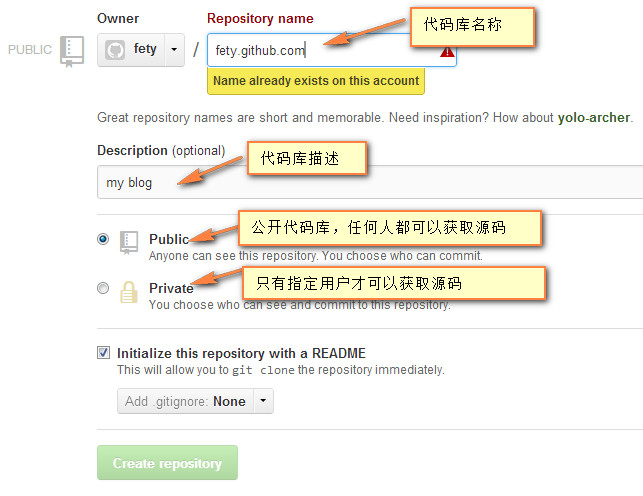 Owner
Repository name
代码库名称
PUBLIC
fety
/
fety.github.com
Name already exists on this account
Great repository names are short and memorable. Need inspiration? How about yolo-archer.
Description (optional)
代码库描述
my blog
公开代码库，任何人都可以获取源码
Public
Anyone can see this repository. You choose who can commit.
只有指定用户才可以获取源码
Private
You choose who can see and commit to this repository.
Initialize this repository with a README
This will allow you to git clone the repository immediately.
Add .gitignore: None
Create repository